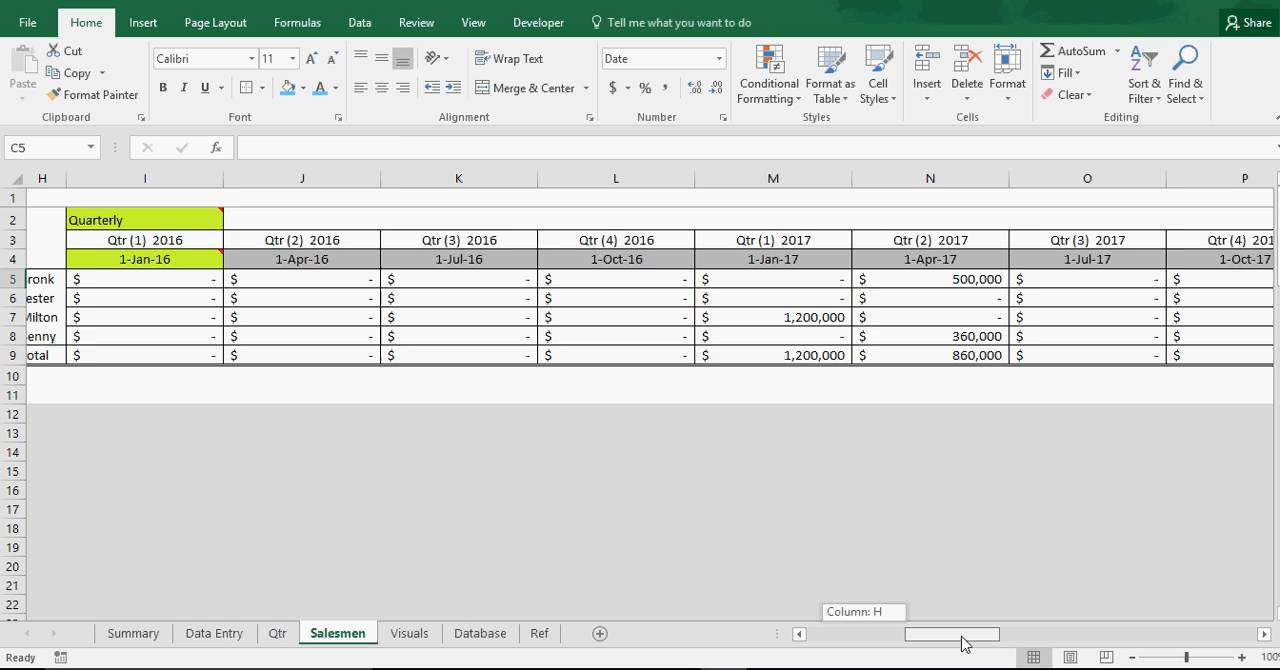 File Home Insert Page Layout Formulas Data Review View Developer Tell me what you want to do Share
Cut
Copy
Format Painter
Paste
Clipboard
Calibri 11 A A
B I U A
Font
Wrap Text
Merge & Center
Alignment
Date
$ % ,
Number
Conditional Formatting
Format as Table
Cell Styles
Styles
Insert Delete Format
Cells
AutoSum
Fill
Clear
Sort & Filter
Find & Select
Editing
C5 fx
H I J K L M N O P
1
2 Quarterly
3 Qtr (1) 2016 Qtr (2) 2016 Qtr (3) 2016 Qtr (4) 2016 Qtr (1) 2017 Qtr (2) 2017 Qtr (3) 2017 Qtr (4) 201
4 1-Jan-16 1-Apr-16 1-Jul-16 1-Oct-16 1-Jan-17 1-Apr-17 1-Jul-17 1-Oct-17
5 ronk $ - $ - $ - $ - $ - $ 500,000 $ - $
6 ester $ - $ - $ - $ - $ - $ - $ - $
7 Milton $ - $ - $ - $ - $ 1,200,000 $ - $ - $
8 enny $ - $ - $ - $ - $ - $ 360,000 $ - $
9 otal $ - $ - $ - $ - $ 1,200,000 $ 860,000 $ - $
10
11
12
13
14
15
16
17
18
19
20
21
22
Column: H
Summary Data Entry Qtr Salesmen Visuals Database Ref
Ready 100%